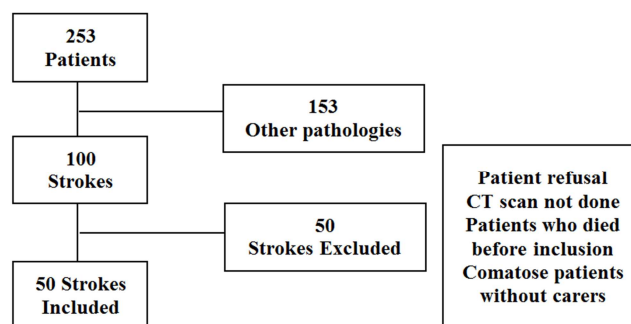 253
Patients
153
Other pathologies
100
Strokes
50
Strokes Excluded
50 Strokes
Included
Patient refusal
CT scan not done
Patients who died
before inclusion
Comatose patients
without carers